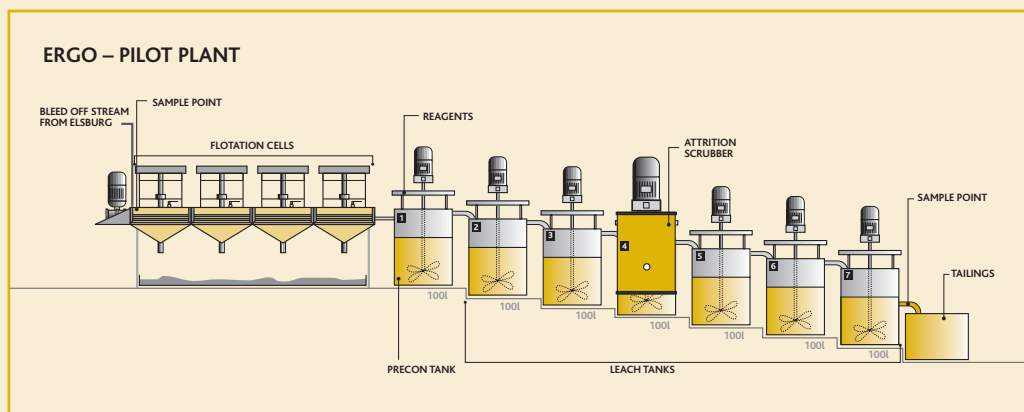 ERGO – PILOT PLANT
BLEED OFF STREAM
FROM ELSBURG
SAMPLE POINT
FLOTATION CELLS
REAGENTS
ATTRITION
SCRUBBER
SAMPLE POINT
TAILINGS
1
2
3
4
5
6
7
100l
100l
100l
100l
100l
100l
100l
PRECON TANK
LEACH TANKS